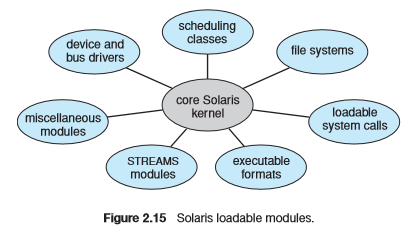 scheduling
classes
device and
bus drivers
file systems
core Solaris
kernel
miscellaneous
modules
loadable
system calls
STREAMS
modules
executable
formats
Figure 2.15 Solaris loadable modules.